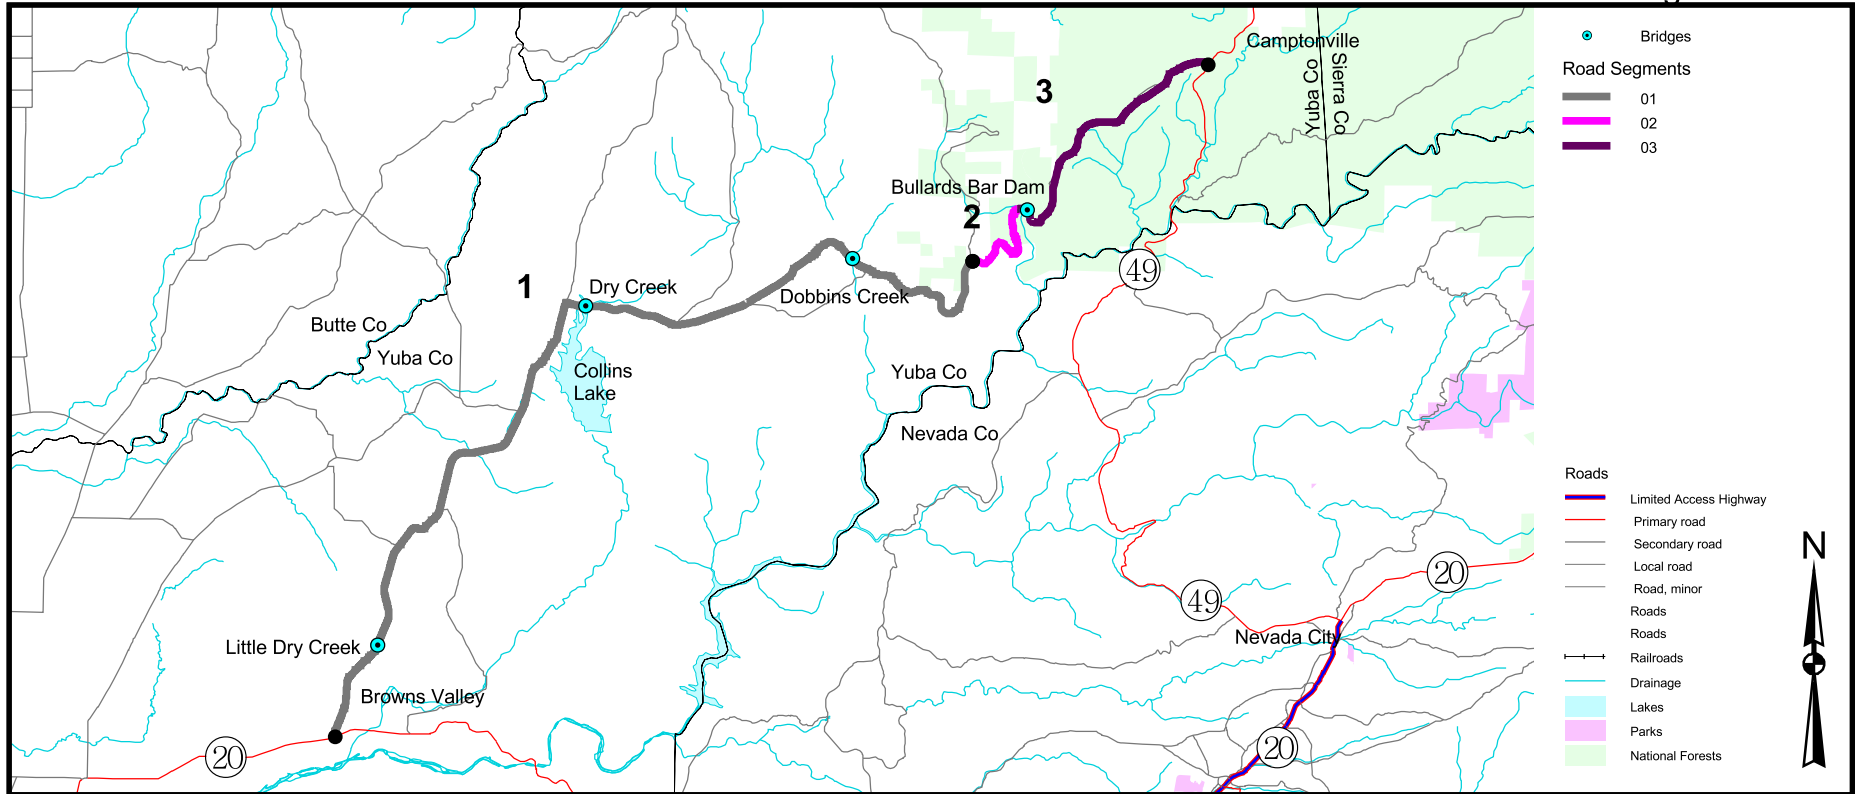 Camptonville
Yuba Co
Sierra Co
3
Bullards Bar Dam
2
49
1
Dry Creek
Dobbins Creek
Butte Co
Yuba Co
Collins
Lake
Yuba Co
Nevada Co
20
49
Nevada City
Little Dry Creek
Browns Valley
20
20
Bridges
Road Segments
01
02
03
Roads
Limited Access Highway
Primary road
Secondary road
Local road
Road, minor
Roads
Roads
Railroads
Drainage
Lakes
Parks
National Forests
N